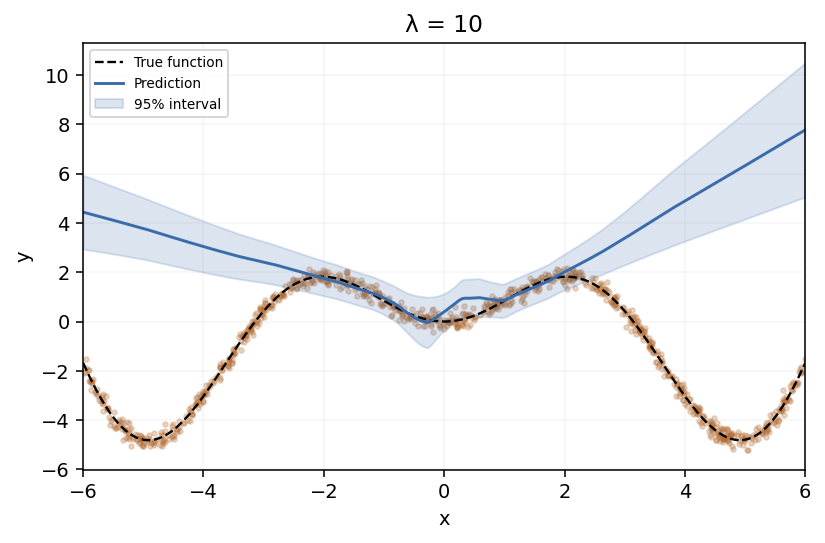 λ = 10
True function
Prediction
95% interval
y
10
8
6
4
2
0
−2
−4
−6
−6 −4 −2 0 2 4 6
x